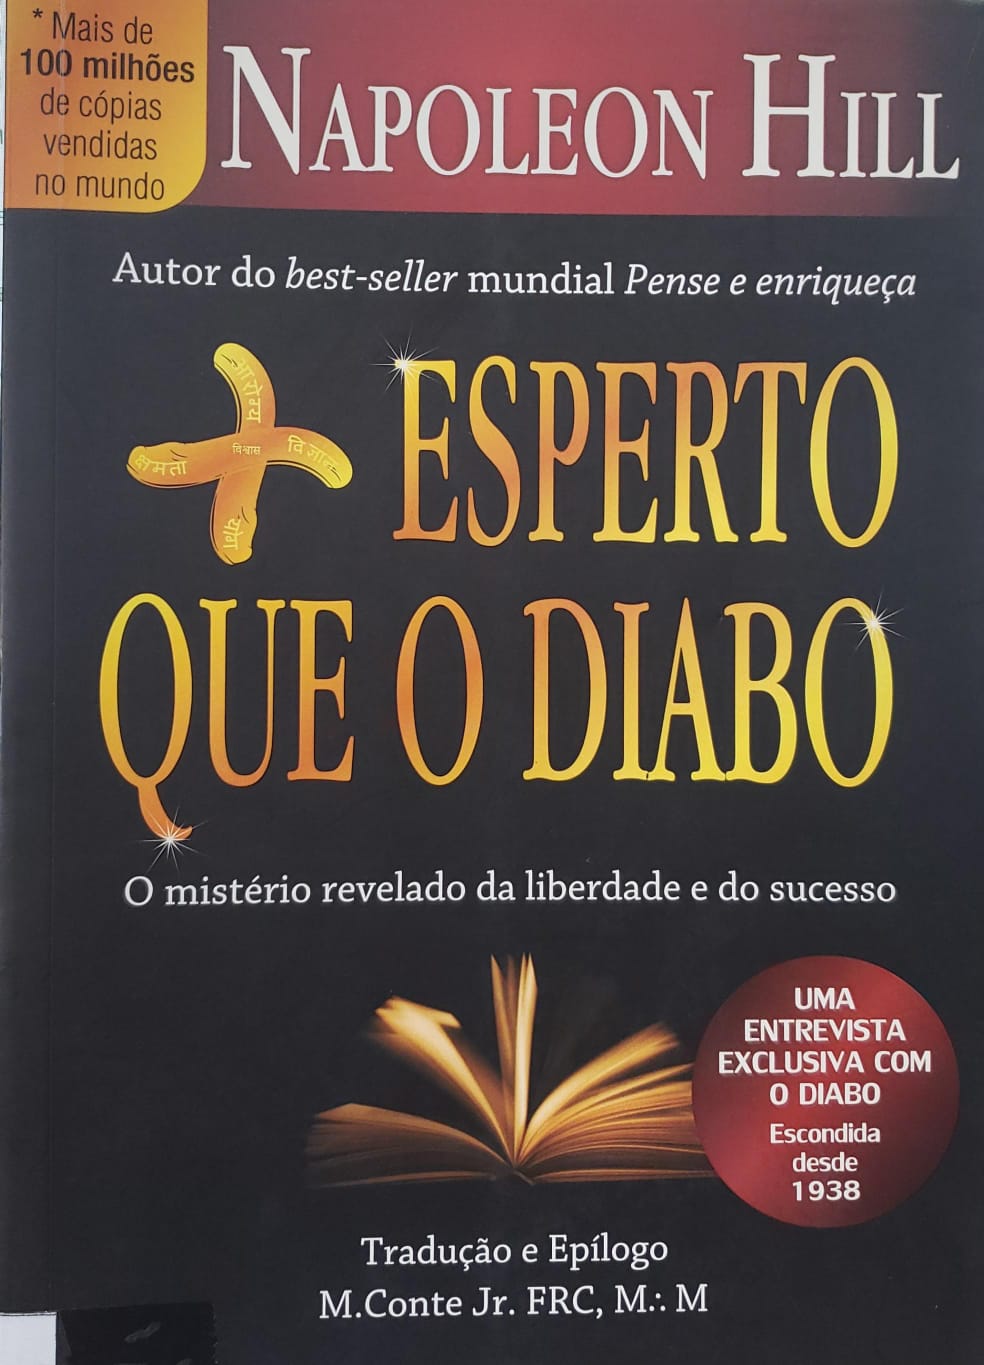 * Mais de
100 milhões
de cópias
vendidas
no mundo
NAPOLEON HILL
Autor do best-seller mundial Pense e enriqueça
+ ESPERTO
आरोग्य
क्षमता
विश्वास
विज्ञान
योग
QUE O DIABO
O mistério revelado da liberdade e do sucesso
UMA
ENTREVISTA
EXCLUSIVA COM
O DIABO
Escondida
desde
1938
Tradução e Epílogo
M.Conte Jr. FRC, M∴ M